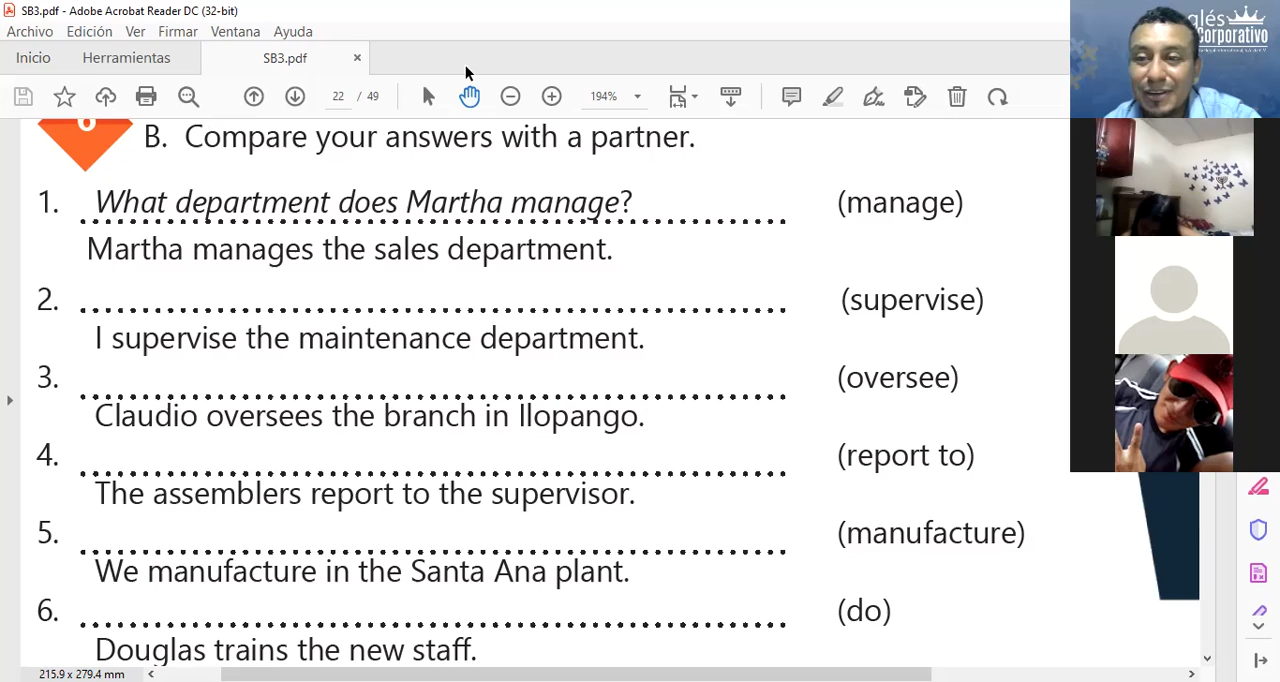 SB3.pdf - Adobe Acrobat Reader DC (32-bit)
Archivo Edición Ver Firmar Ventana Ayuda
Inicio Herramientas SB3.pdf ×
22 / 49 194%
B. Compare your answers with a partner.
1. What department does Martha manage? (manage)
Martha manages the sales department.
2. (supervise)
I supervise the maintenance department.
3. (oversee)
Claudio oversees the branch in Ilopango.
4. (report to)
The assemblers report to the supervisor.
5. (manufacture)
We manufacture in the Santa Ana plant.
6. (do)
Douglas trains the new staff.
215.9 x 279.4 mm
glés
Corporativo